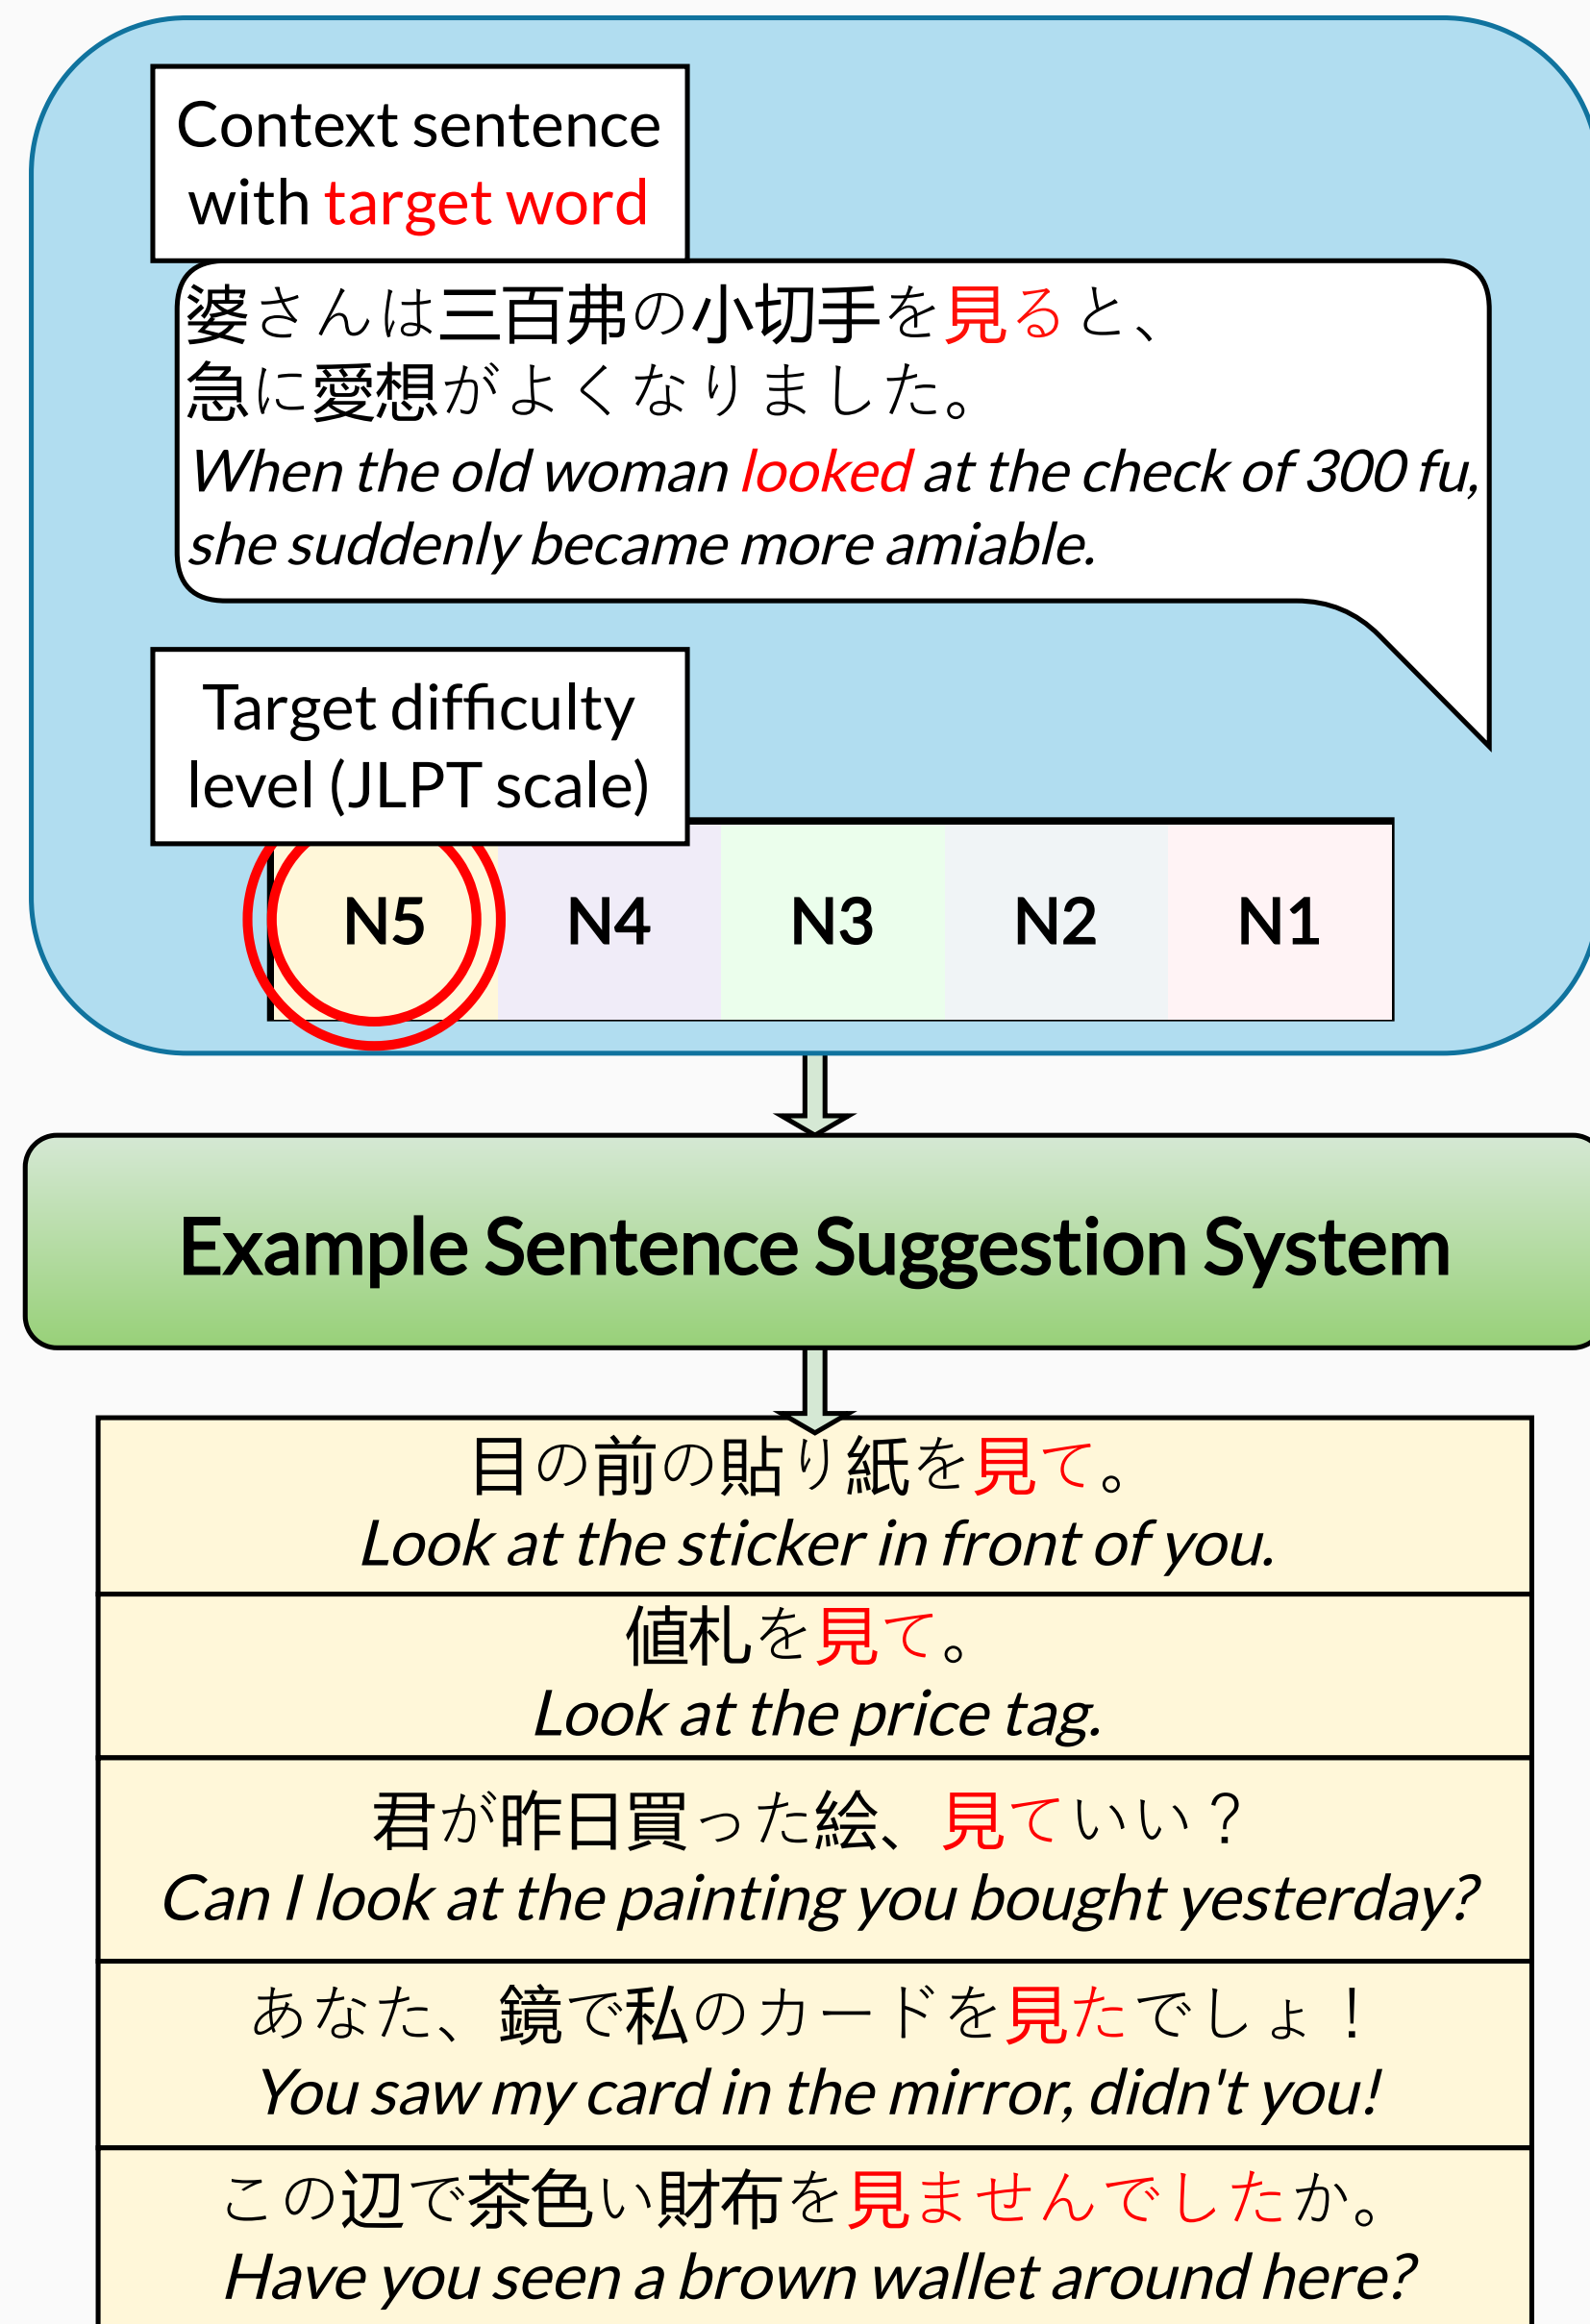 Context sentence
with target word
婆さんは三百弗の小切手を見ると、
急に愛想がよくなりました。
When the old woman looked at the check of 300 fu,
she suddenly became more amiable.
Target difficulty
level (JLPT scale)
N5 N4 N3 N2 N1
Example Sentence Suggestion System
目の前の貼り紙を見て。
Look at the sticker in front of you.
値札を見て。
Look at the price tag.
君が昨日買った絵、見ていい？
Can I look at the painting you bought yesterday?
あなた、鏡で私のカードを見たでしょ！
You saw my card in the mirror, didn't you!
この辺で茶色い財布を見ませんでしたか。
Have you seen a brown wallet around here?